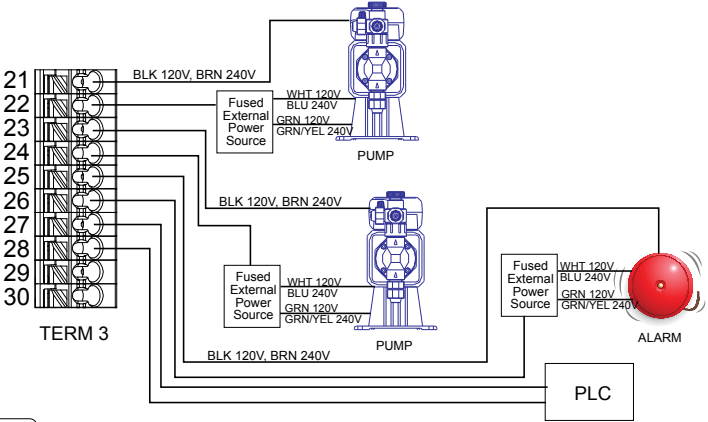 21
22
23
24
25
26
27
28
29
30
TERM 3
BLK 120V, BRN 240V
Fused
External
Power
Source
WHT 120V
BLU 240V
GRN 120V
GRN/YEL 240V
PUMP
BLK 120V, BRN 240V
Fused
External
Power
Source
WHT 120V
BLU 240V
GRN 120V
GRN/YEL 240V
PUMP
BLK 120V, BRN 240V
Fused
External
Power
Source
WHT 120V
BLU 240V
GRN 120V
GRN/YEL 240V
ALARM
PLC